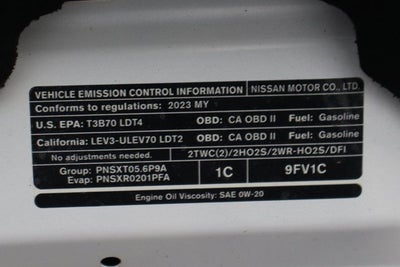 VEHICLE EMISSION CONTROL INFORMATION NISSAN MOTOR CO., LTD.
Conforms to regulations: 2023 MY
U.S. EPA: T3B70 LDT4 OBD: CA OBD II Fuel: Gasoline
California: LEV3-ULEV70 LDT2 OBD: CA OBD II Fuel: Gasoline
No adjustments needed. 2TWC(2)/2HO2S/2WR-HO2S/DFI
Group: PNSXT05.6P9A 1C 9FV1C
Evap: PNSXR0201PFA
Engine Oil Viscosity: SAE 0W-20